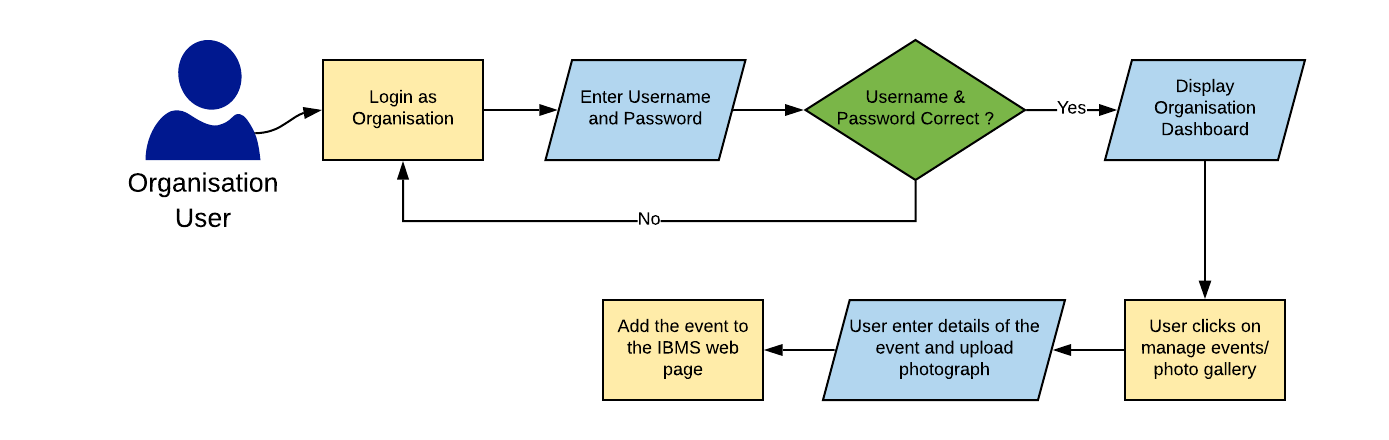 Organisation
User
Login as
Organisation
Enter Username
and Password
Username &
Password Correct ?
Yes
Display
Organisation
Dashboard
No
User clicks on
manage events/
photo gallery
User enter details of the
event and upload
photograph
Add the event to
the IBMS web
page